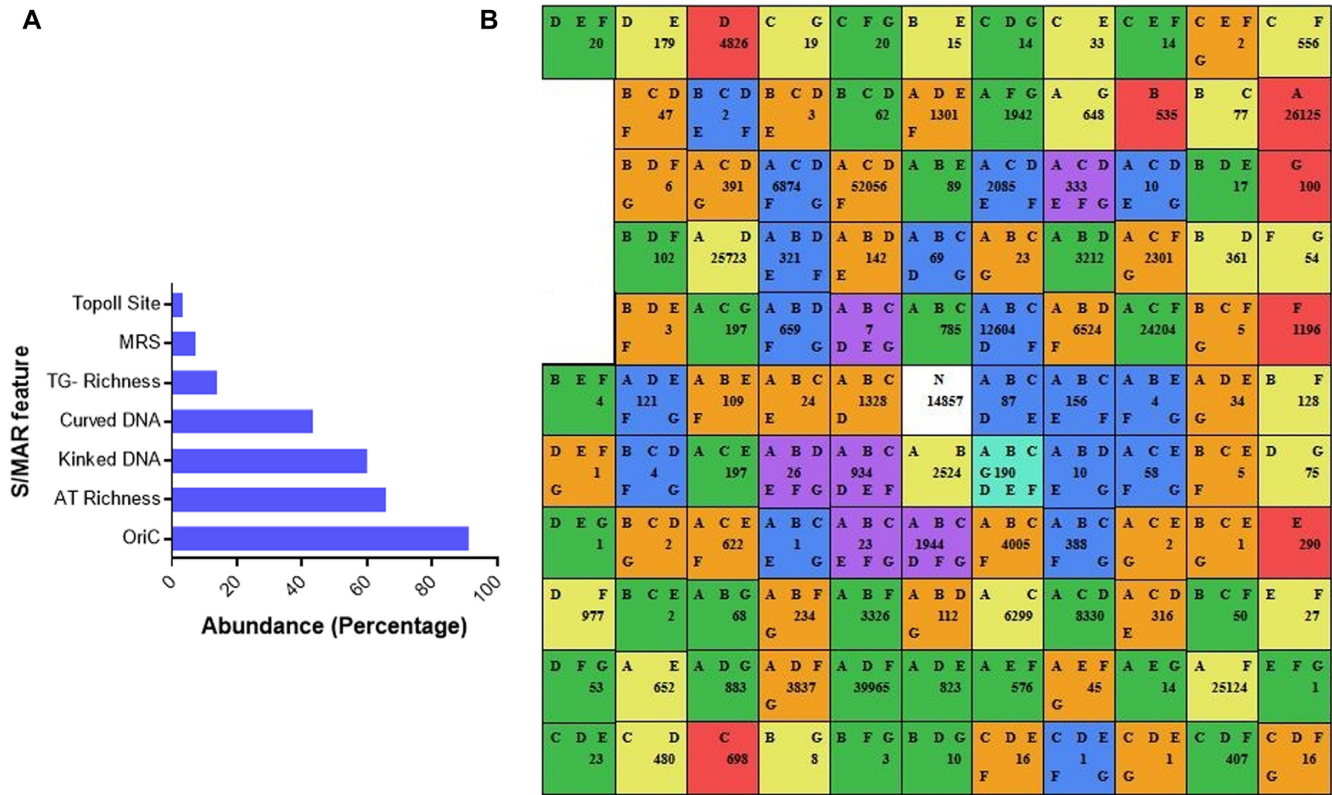 A
S/MAR feature
TopoII Site
MRS
TG- Richness
Curved DNA
Kinked DNA
AT Richness
OriC
0 20 40 60 80 100
Abundance (Percentage)
B
D E F 20
D E 179
D 4826
C G 19
C F G 20
B E 15
C D G 14
C E 33
C E F 14
C E F 2 G
C F 556
B C D 47 F
B C D 2 E F
B C D 3 E
B C D 62
A D E 1301 F
A F G 1942
A G 648
B 535
B C 77
A 26125
B D F 6 G
A C D 391 G
A C D 6874 F G
A C D 52056 F
A B E 89
A C D 2085 E F
A C D 333 E F G
A C D 10 E G
B D E 17
G 100
B D F 102
A D 25723
A B D 321 E F
A B D 142 E
A B C 69 D G
A B C 23 G
A B D 3212
A C F 2301 G
B D 361
F G 54
B D E 3 F
A C G 197
A B D 659 F G
A B C 7 D E G
A B C 785
A B C 12604 D F
A B D 6524 F
A C F 24204
B C F 5 G
F 1196
B E F 4
A D E 121 F G
A B E 109 F
A B C 24 E
A B C 1328 D
N 14857
A B C 87 D E
A B C 156 E F
A B E 4 F G
A D E 34 G
B F 128
D E F 1 G
B C D 4 F G
A C E 197
A B D 26 E F G
A B C 934 D E F
A B 2524
A B C G 190 D E F
A B D 10 E G
A C E 58 F G
B C E 5 F
D G 75
D E G 1
B C D 2 G
A C E 622 F
A B C 1 E G
A B C 23 E F G
A B C 1944 D F G
A B C 4005 F
A B C 388 F G
A C E 2 G
B C E 1 G
E 290
D F 977
B C E 2
A B G 68
A B F 234 G
A B F 3326
A B D 112 G
A C 6299
A C D 8330
A C D 316 E
B C F 50
E F 27
D F G 53
A E 652
A D G 883
A D F 3837 G
A D F 39965
A D E 823
A E F 576
A E F 45 G
A E G 14
A F 25124
E F G 1
C D E 23
C D 480
C 698
B G 8
B F G 3
B D G 10
C D E 16 F
C D E 1 F G
C D E 1 G
C D F 407
C D F 16 G